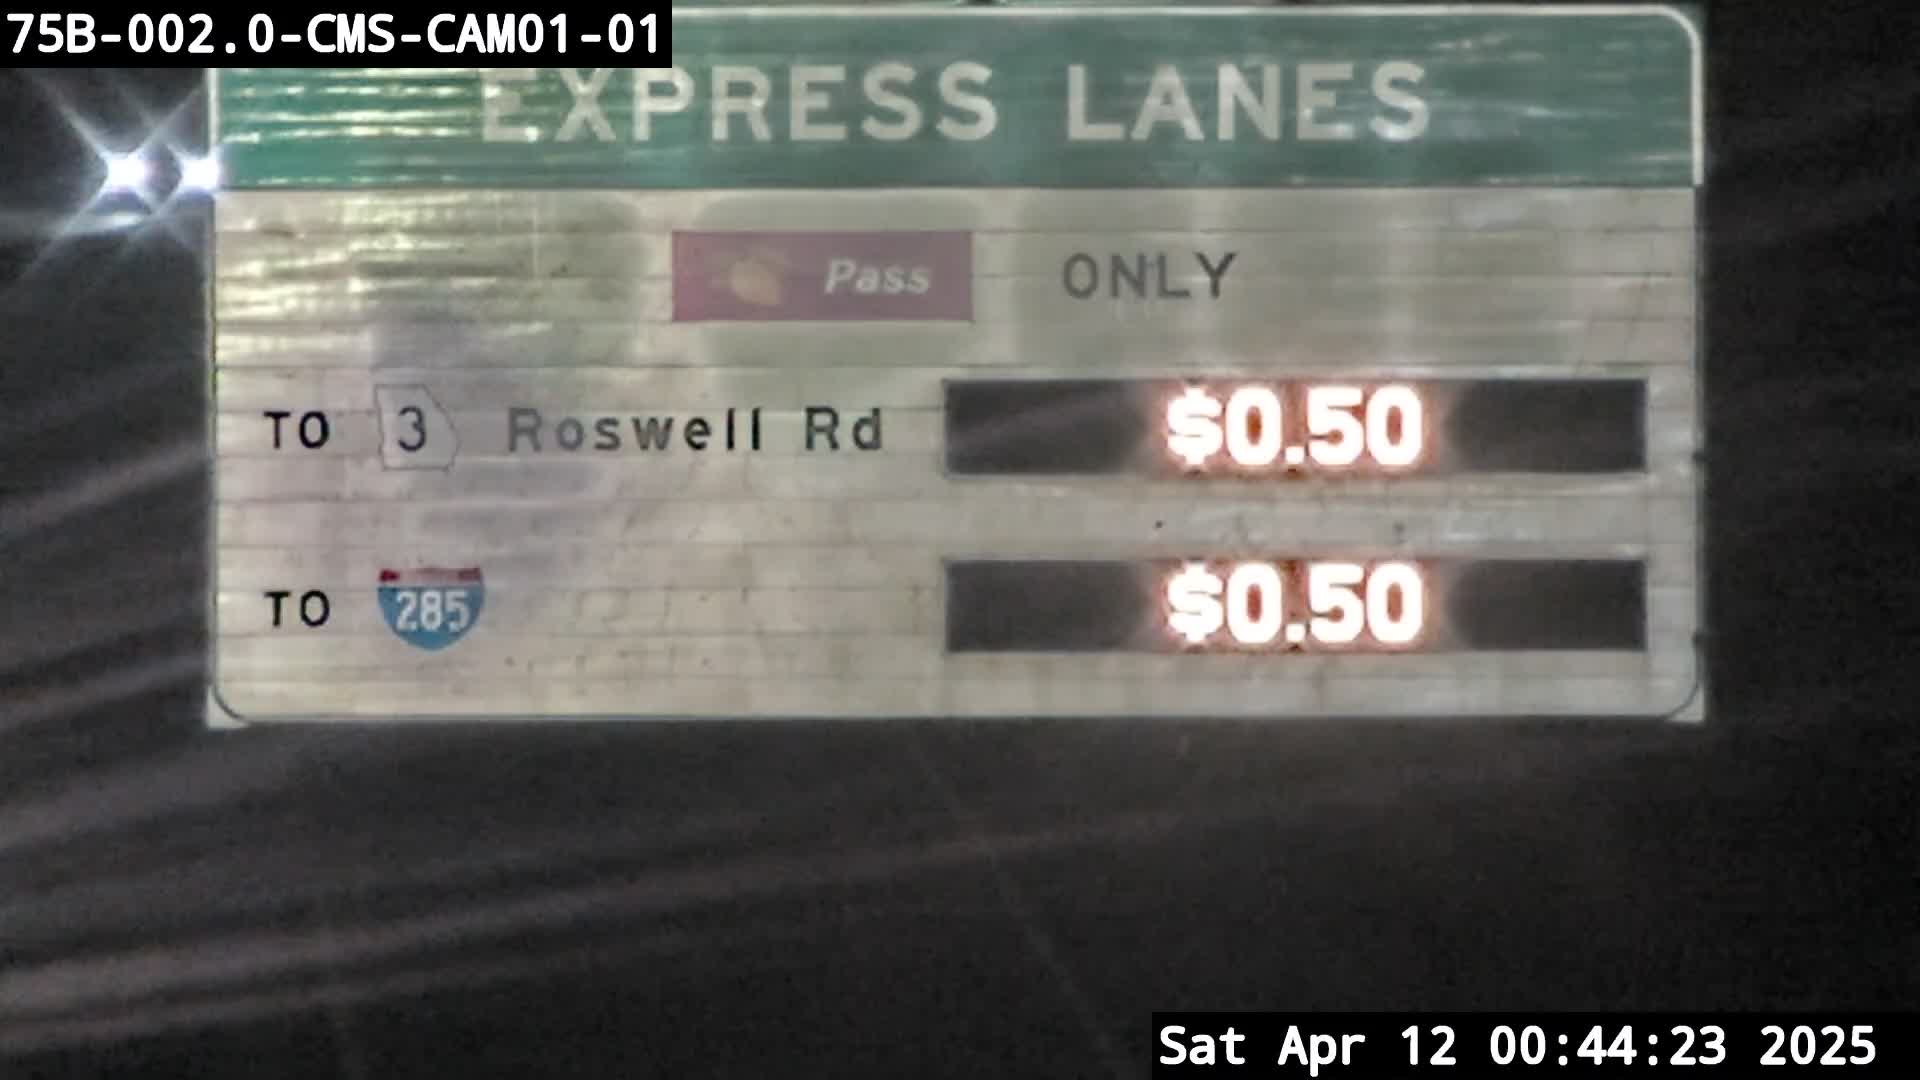 75B-002.0-CMS-CAM01-01
EXPRESS LANES
Pass ONLY
TO 3 Roswell Rd $0.50
TO 285 $0.50
Sat Apr 12 00:44:23 2025